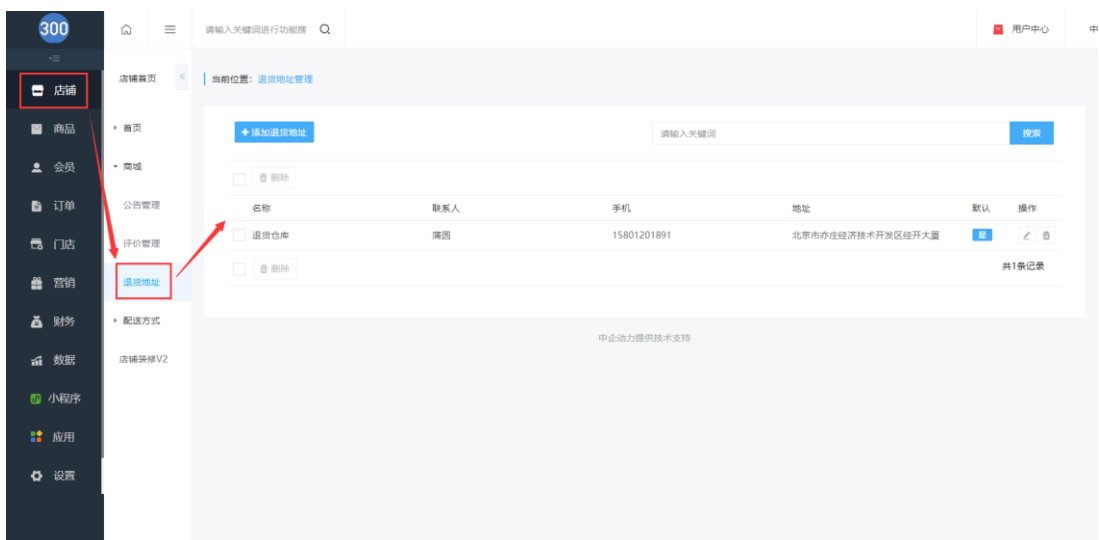 300
请输入关键词进行功能搜
用户中心
中
店铺
商品
会员
订单
门店
营销
财务
数据
小程序
应用
设置
店铺首页
首页
商城
公告管理
评价管理
退货地址
配送方式
店铺装修V2
当前位置：退货地址管理
+ 添加退货地址
请输入关键词
搜索
删除
名称 联系人 手机 地址 默认 操作
退货仓库 蒲圆 15801201891 北京市亦庄经济技术开发区经开大厦 是
删除
共1条记录
中企动力提供技术支持